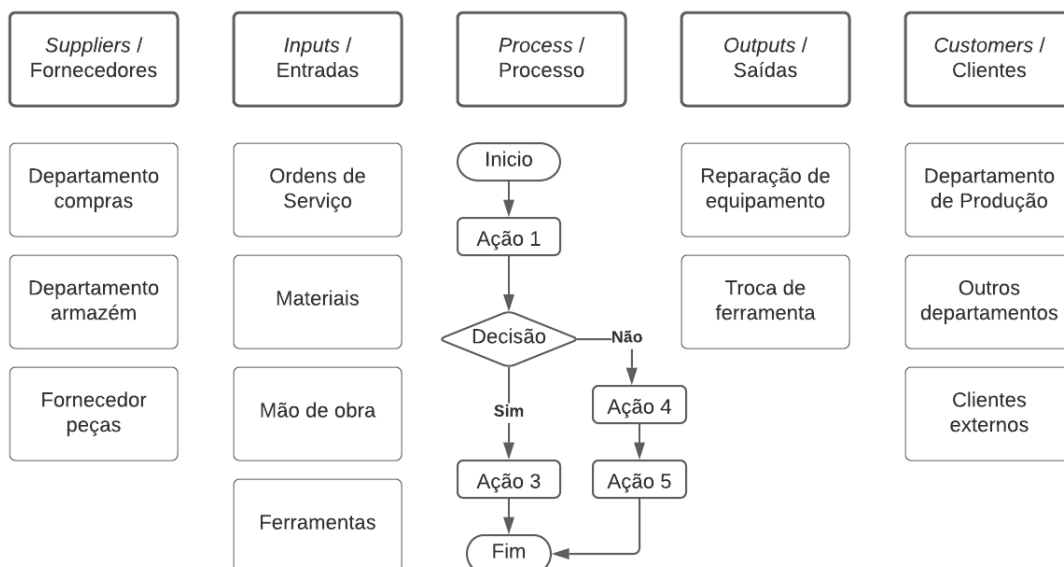 Suppliers /
Fornecedores
Inputs /
Entradas
Process /
Processo
Outputs /
Saídas
Customers /
Clientes
Departamento
compras
Departamento
armazém
Fornecedor
peças
Ordens de
Serviço
Materiais
Mão de obra
Ferramentas
Inicio
Ação 1
Decisão
Não
Sim
Ação 4
Ação 3
Ação 5
Fim
Reparação de
equipamento
Troca de
ferramenta
Departamento
de Produção
Outros
departamentos
Clientes
externos